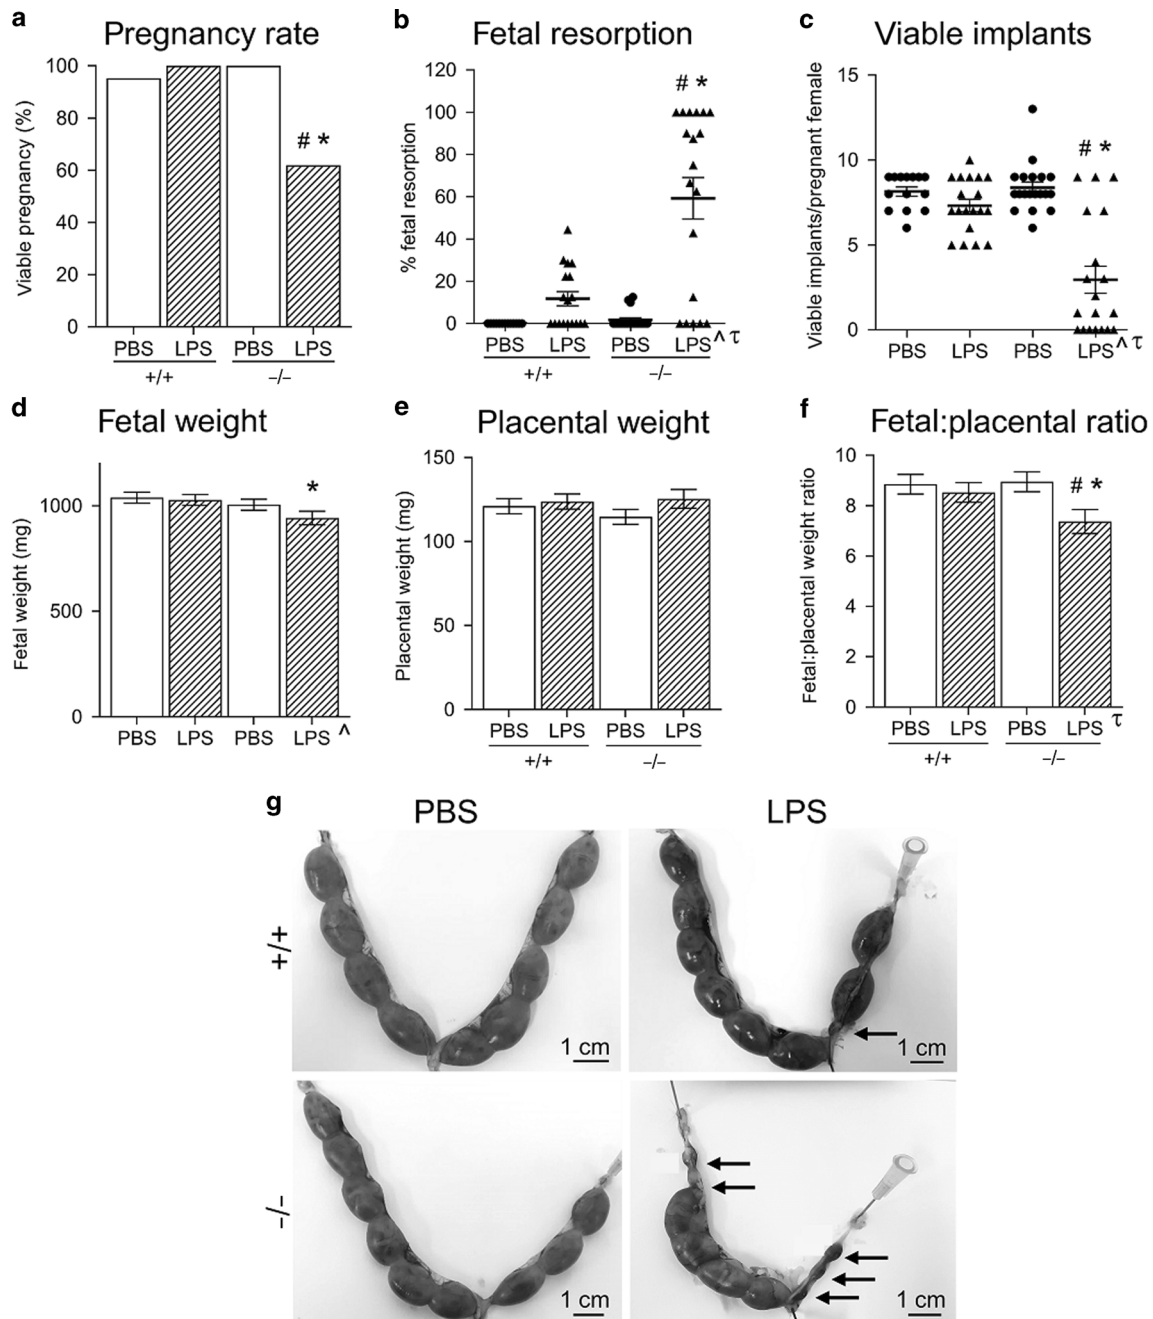 a
Pregnancy rate
Viable pregnancy (%)
100
80
60
40
20
0
# *
PBS LPS PBS LPS
+/+ –/–
b
Fetal resorption
% fetal resorption
120
100
80
60
40
20
0
# *
PBS LPS PBS LPS ^ τ
+/+ –/–
c
Viable implants
Viable implants/pregnant female
15
10
5
0
# *
PBS LPS PBS LPS ^ τ
d
Fetal weight
Fetal weight (mg)
1000
500
0
*
PBS LPS PBS LPS ^
e
Placental weight
Placental weight (mg)
150
100
50
0
PBS LPS PBS LPS
+/+ –/–
f
Fetal:placental ratio
Fetal:placental weight ratio
10
8
6
4
2
0
# *
PBS LPS PBS LPS τ
+/+ –/–
g
PBS LPS
+/+
1 cm
1 cm
-/-
1 cm
1 cm